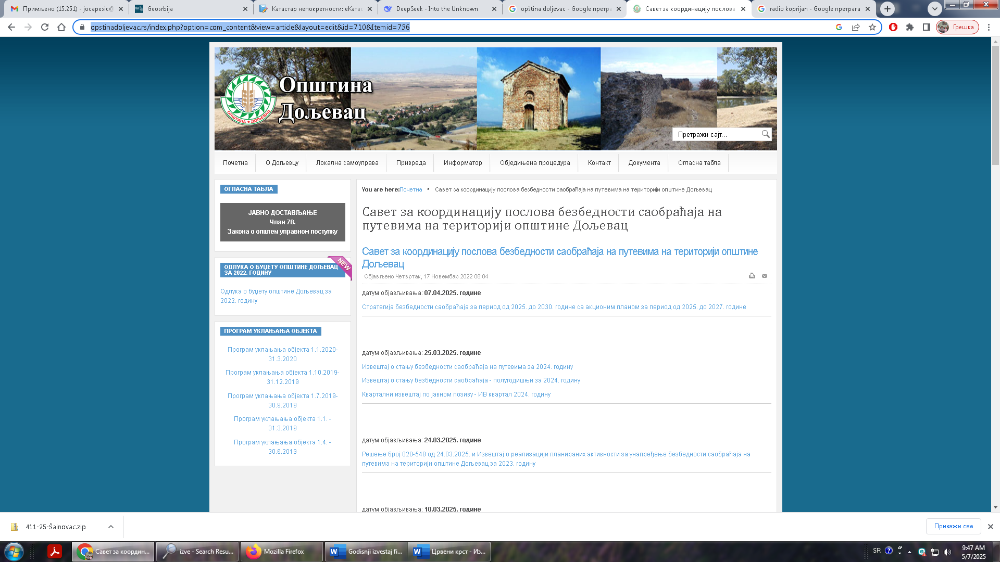 Примљено (15.251) - jocapesic@
Geosrbija
Катастар непокретности: еКатас
DeepSeek - Into the Unknown
opština doljevac - Google претра
Савет за координацију послова
radio koprijan - Google претрага
opstinadoljevac.rs/index.php?option=com_content&view=article&layout=edit&id=710&Itemid=736
Грешка
Општина
Дољевац
ОПШТИНА ДОЉЕВАЦ
Претражи сајт...
Почетна
О Дољевцу
Локална самоуправа
Привреда
Информатор
Обједињена процедура
Контакт
Документа
Огласна табла
ОГЛАСНА ТАБЛА
ЈАВНО ДОСТАВЉАЊЕ
Члан 78.
Закона о општем управном поступку
ОДЛУКА О БУЏЕТУ ОПШТИНЕ ДОЉЕВАЦ
ЗА 2022. ГОДИНУ
NEW
Одлука о буџету општине Дољевац за
2022. годину
ПРОГРАМ УКЛАЊАЊА ОБЈЕКТА
Програм уклањања објекта 1.1.2020-
31.3.2020
Програм уклањања објекта 1.10.2019-
31.12.2019
Програм уклањања објекта 1.7.2019-
30.9.2019
Програм уклањања објекта 1.1. -
31.3.2019
Програм уклањања објекта 1.4. -
30.6.2019
You are here:Почетна • Савет за координацију послова безбедности саобраћаја на путевима на територији општине Дољевац
Савет за координацију послова безбедности саобраћаја на
путевима на територији општине Дољевац
Савет за координацију послова безбедности саобраћаја на путевима на територији општине
Дољевац
Објављено Четвртак, 17 Новембар 2022 08:04
датум објављивања: 07.04.2025. године
Стратегија безбедности саобраћаја за период од 2025. до 2030. године са акционим планом за период од 2025. до 2027. године
датум објављивања: 25.03.2025. године
Извештај о стању безбедности саобраћаја на путевима за 2024. годину
Извештај о стању безбедности саобраћаја - полугодишњи за 2024. годину
Квартални извештај по јавном позиву - ИВ квартал 2024. годину
датум објављивања: 24.03.2025. године
Решење број 020-548 од 24.03.2025. и Извештај о реализацији планираних активности за унапређење безбедности саобраћаја на
путевима на територији општине Дољевац за 2023. годину
датум објављивања: 10.03.2025. године
411-25-Šainovac.zip
Прикажи све
Савет за координ...
izve - Search Resu...
Mozilla Firefox
Godisnji izvestaj fi...
Црвени крст - Из...
SR
9:47 AM
5/7/2025